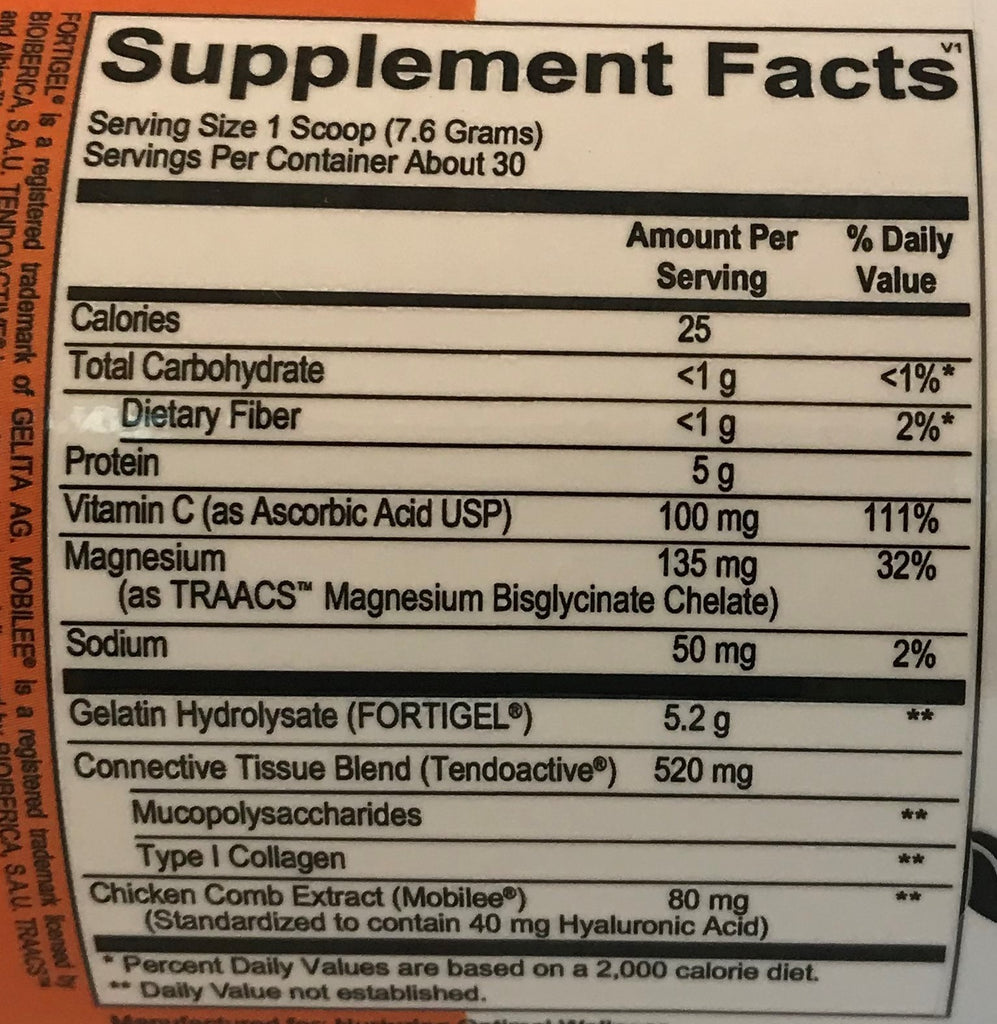 Supplement Facts V1
Serving Size 1 Scoop (7.6 Grams)
Servings Per Container About 30
Amount Per Serving % Daily Value
Calories 25
Total Carbohydrate <1 g <1%*
Dietary Fiber <1 g 2%*
Protein 5 g
Vitamin C (as Ascorbic Acid USP) 100 mg 111%
Magnesium 135 mg 32%
(as TRAACS™ Magnesium Bisglycinate Chelate)
Sodium 50 mg 2%
Gelatin Hydrolysate (FORTIGEL®) 5.2 g **
Connective Tissue Blend (Tendoactive®) 520 mg
Mucopolysaccharides **
Type I Collagen **
Chicken Comb Extract (Mobilee®) 80 mg **
(Standardized to contain 40 mg Hyaluronic Acid)
* Percent Daily Values are based on a 2,000 calorie diet.
** Daily Value not established.
FORTIGEL® is a registered trademark of GELITA AG. MOBILEE® is a registered trademark licensed by
BIOIBERICA, S.A.U. TENDOACTIVE®
BIOIBERICA, S.A.U. TRAACS™